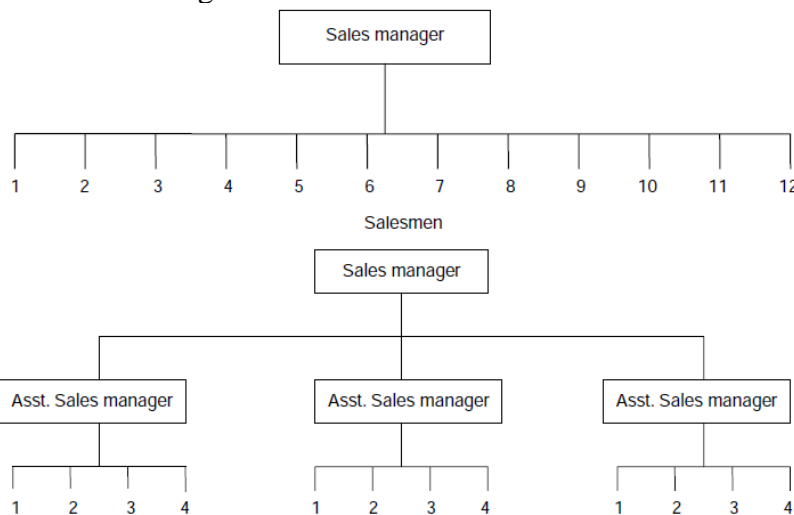 Sales manager
1 2 3 4 5 6 7 8 9 10 11 12
Salesmen
Sales manager
Asst. Sales manager Asst. Sales manager Asst. Sales manager
1 2 3 4 1 2 3 4 1 2 3 4